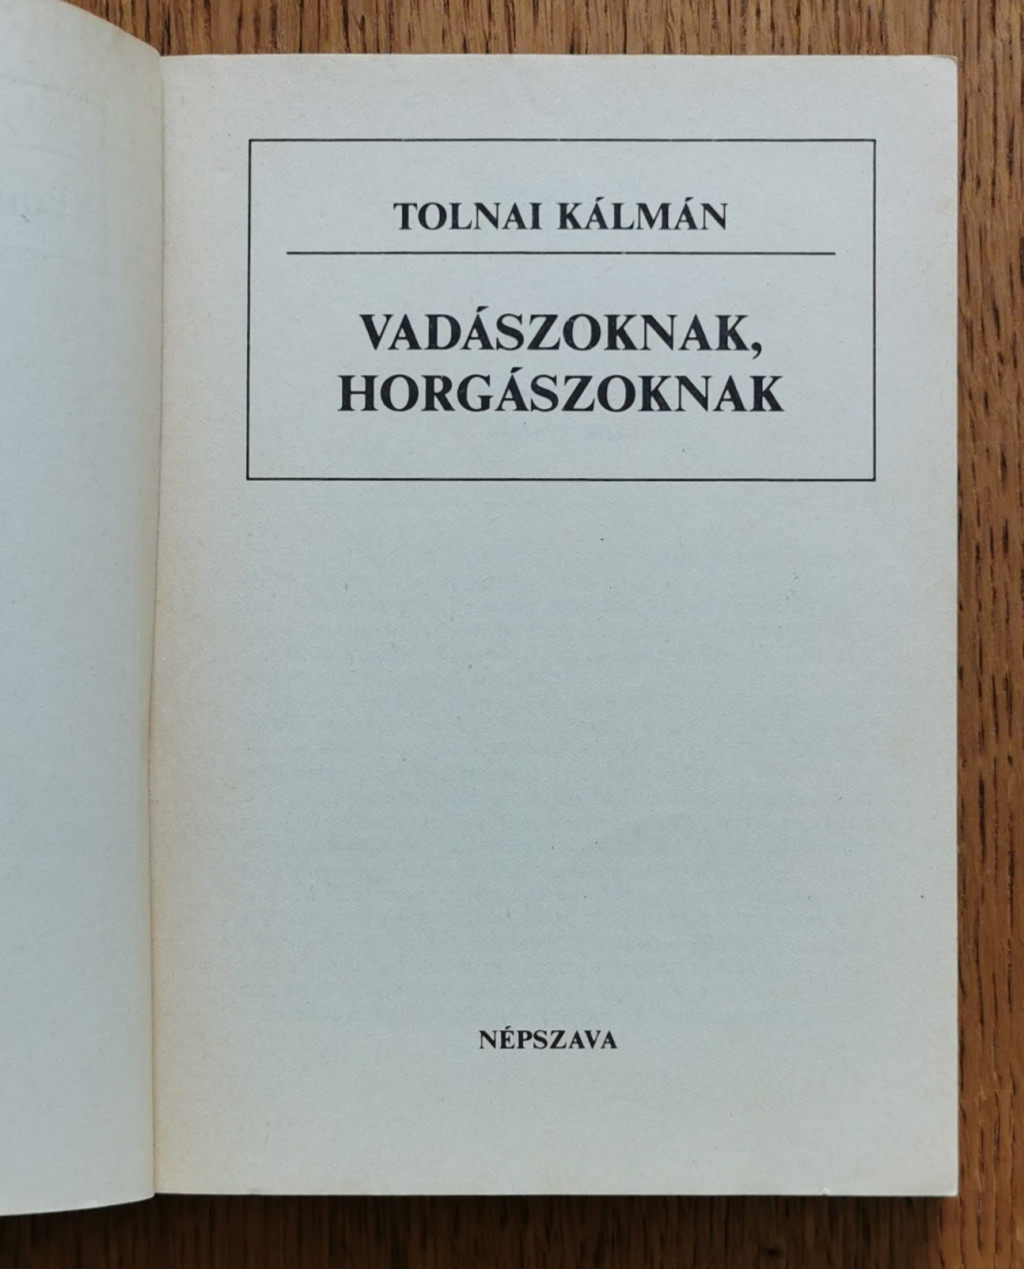 TOLNAI KÁLMÁN
VADÁSZOKNAK,
HORGÁSZOKNAK
NÉPSZAVA